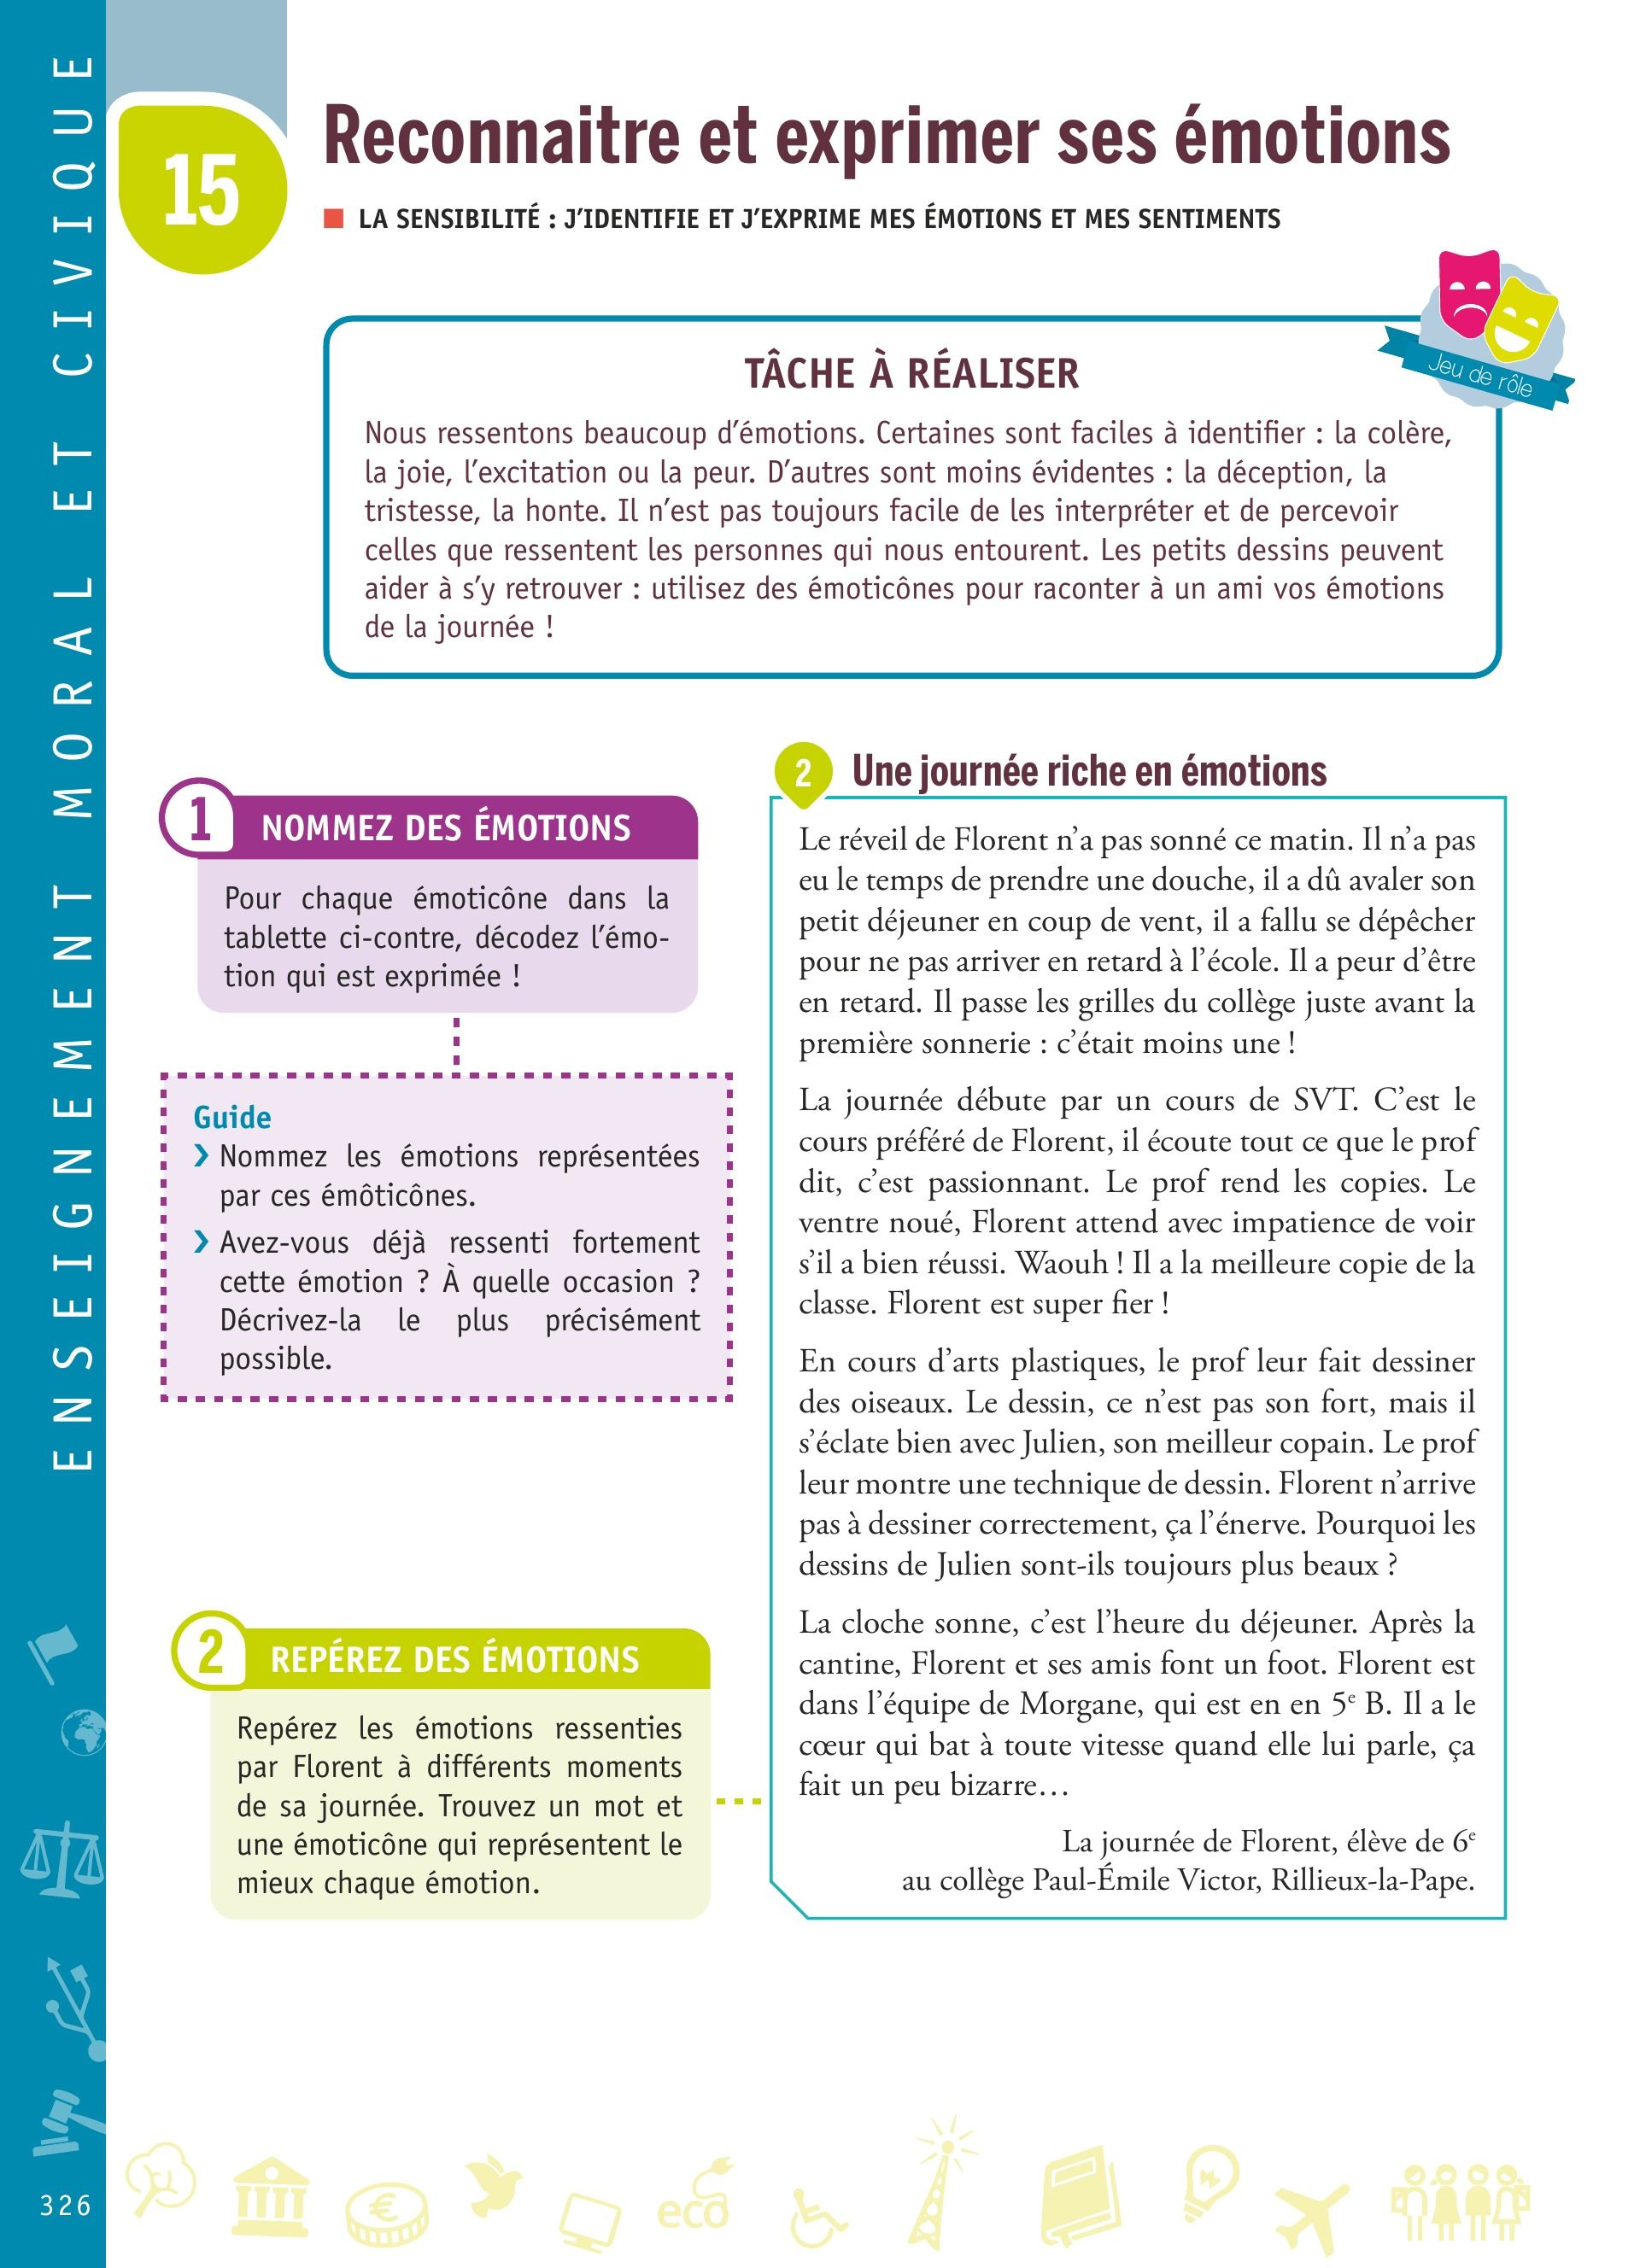 ENSEIGNEMENT MORAL ET CIVIQUE
15
Reconnaitre et exprimer ses émotions
LA SENSIBILITÉ : J’IDENTIFIE ET J’EXPRIME MES ÉMOTIONS ET MES SENTIMENTS
Jeu de rôle
TÂCHE À RÉALISER
Nous ressentons beaucoup d’émotions. Certaines sont faciles à identifier : la colère,
la joie, l’excitation ou la peur. D’autres sont moins évidentes : la déception, la
tristesse, la honte. Il n’est pas toujours facile de les interpréter et de percevoir
celles que ressentent les personnes qui nous entourent. Les petits dessins peuvent
aider à s’y retrouver : utilisez des émoticônes pour raconter à un ami vos émotions
de la journée !
1
NOMMEZ DES ÉMOTIONS
Pour chaque émoticône dans la
tablette ci-contre, décodez l’émo-
tion qui est exprimée !
Guide
❯ Nommez les émotions représentées
par ces émôticônes.
❯ Avez-vous déjà ressenti fortement
cette émotion ? À quelle occasion ?
Décrivez-la le plus précisément
possible.
2
REPÉREZ DES ÉMOTIONS
Repérez les émotions ressenties
par Florent à différents moments
de sa journée. Trouvez un mot et
une émoticône qui représentent le
mieux chaque émotion.
2
Une journée riche en émotions
Le réveil de Florent n’a pas sonné ce matin. Il n’a pas
eu le temps de prendre une douche, il a dû avaler son
petit déjeuner en coup de vent, il a fallu se dépêcher
pour ne pas arriver en retard à l’école. Il a peur d’être
en retard. Il passe les grilles du collège juste avant la
première sonnerie : c’était moins une !
La journée débute par un cours de SVT. C’est le
cours préféré de Florent, il écoute tout ce que le prof
dit, c’est passionnant. Le prof rend les copies. Le
ventre noué, Florent attend avec impatience de voir
s’il a bien réussi. Waouh ! Il a la meilleure copie de la
classe. Florent est super fier !
En cours d’arts plastiques, le prof leur fait dessiner
des oiseaux. Le dessin, ce n’est pas son fort, mais il
s’éclate bien avec Julien, son meilleur copain. Le prof
leur montre une technique de dessin. Florent n’arrive
pas à dessiner correctement, ça l’énerve. Pourquoi les
dessins de Julien sont-ils toujours plus beaux ?
La cloche sonne, c’est l’heure du déjeuner. Après la
cantine, Florent et ses amis font un foot. Florent est
dans l’équipe de Morgane, qui est en en 5e B. Il a le
cœur qui bat à toute vitesse quand elle lui parle, ça
fait un peu bizarre…
La journée de Florent, élève de 6e
au collège Paul-Émile Victor, Rillieux-la-Pape.
eco
326